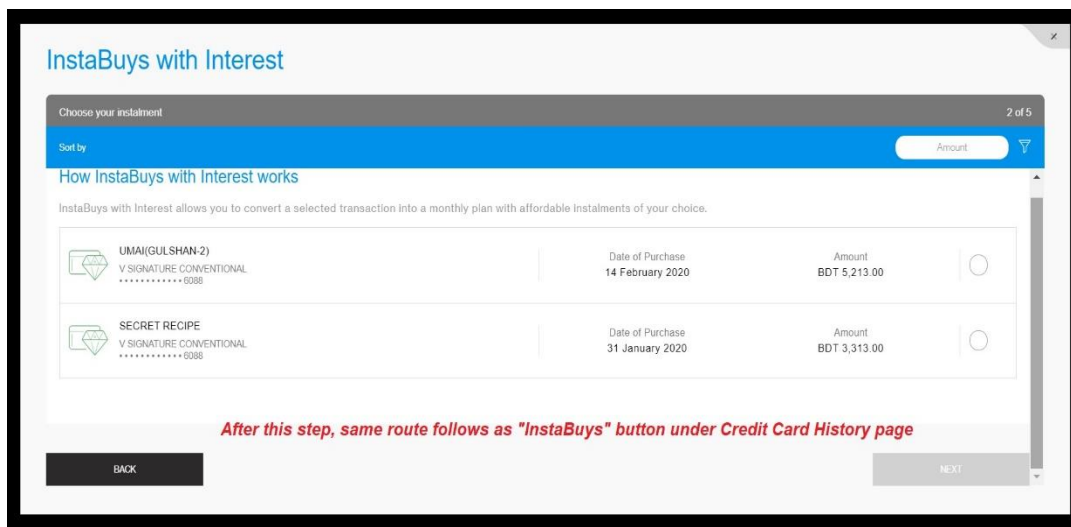 ×
InstaBuys with Interest
Choose your instalment 2 of 5
Sort by Amount
How InstaBuys with Interest works
InstaBuys with Interest allows you to convert a selected transaction into a monthly plan with affordable instalments of your choice.
UMAI(GULSHAN-2)
V SIGNATURE CONVENTIONAL
************6088
Date of Purchase
14 February 2020
Amount
BDT 5,213.00
SECRET RECIPE
V SIGNATURE CONVENTIONAL
************6088
Date of Purchase
31 January 2020
Amount
BDT 3,313.00
After this step, same route follows as "InstaBuys" button under Credit Card History page
BACK NEXT